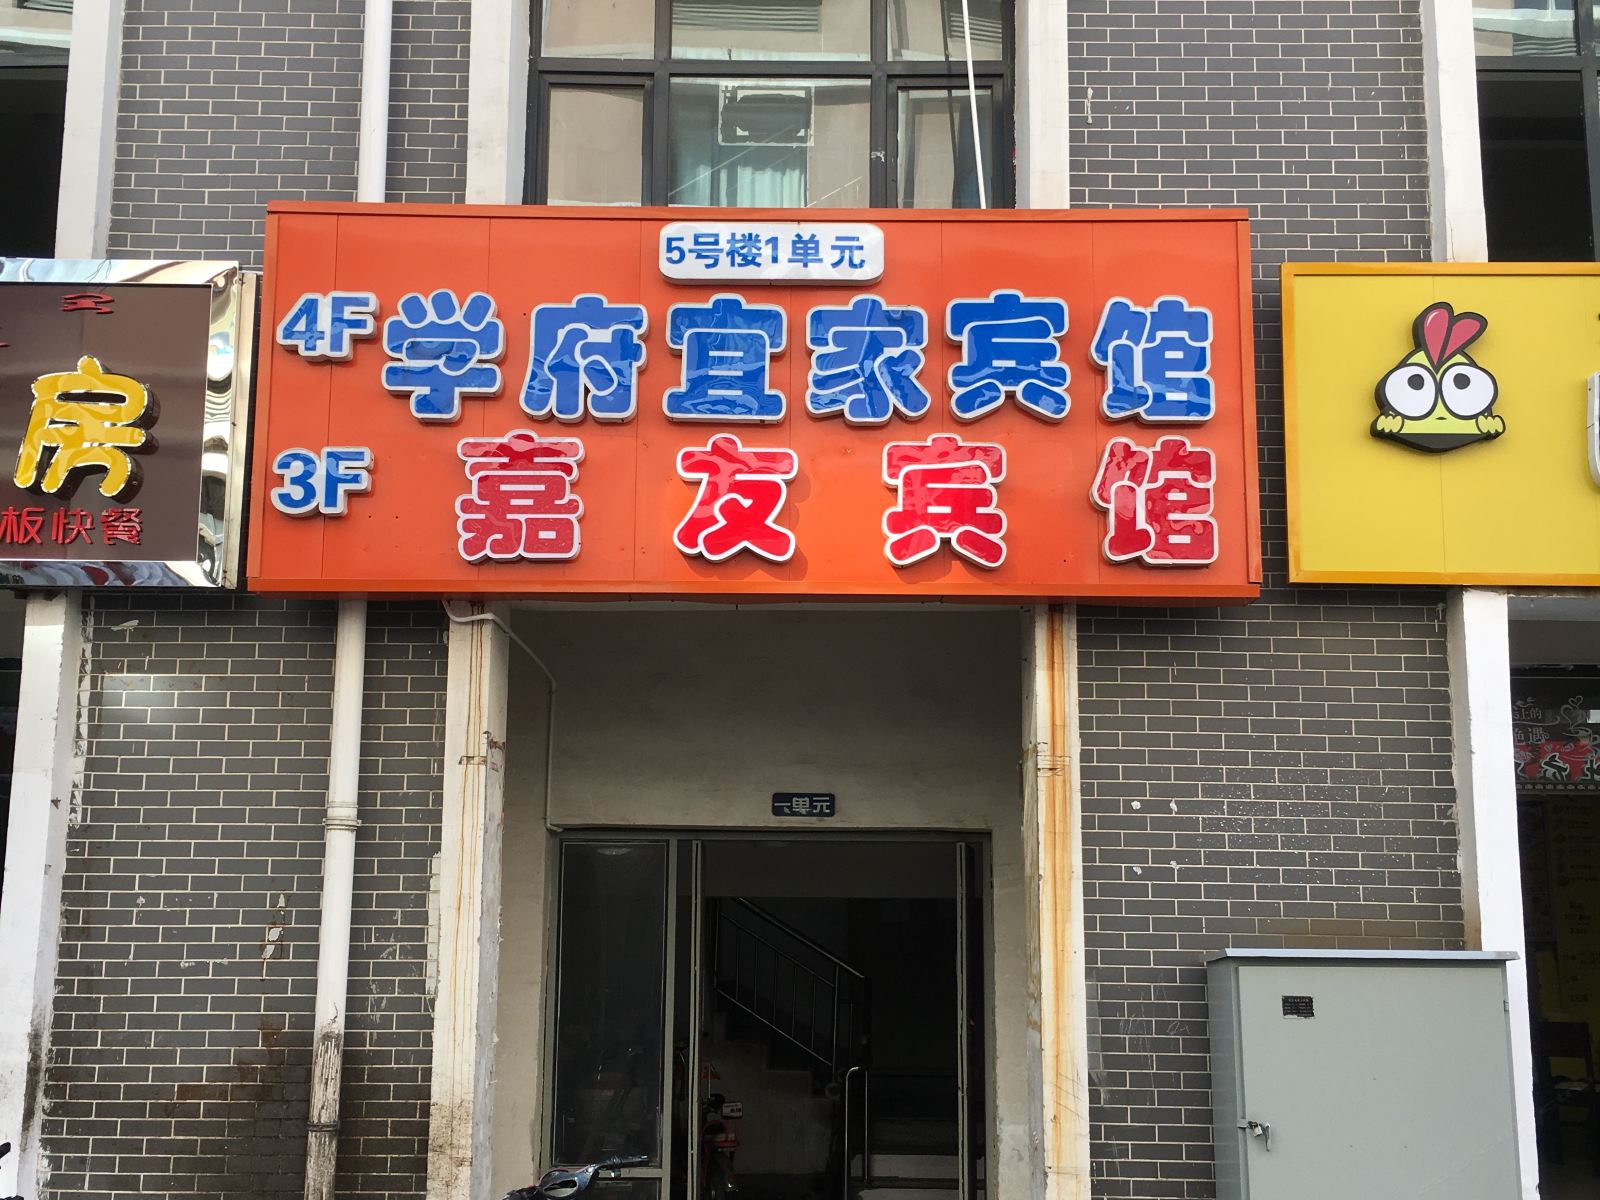 5号楼1单元
4F 学府宜家宾馆
3F 嘉友宾馆
房
板快餐
一单元